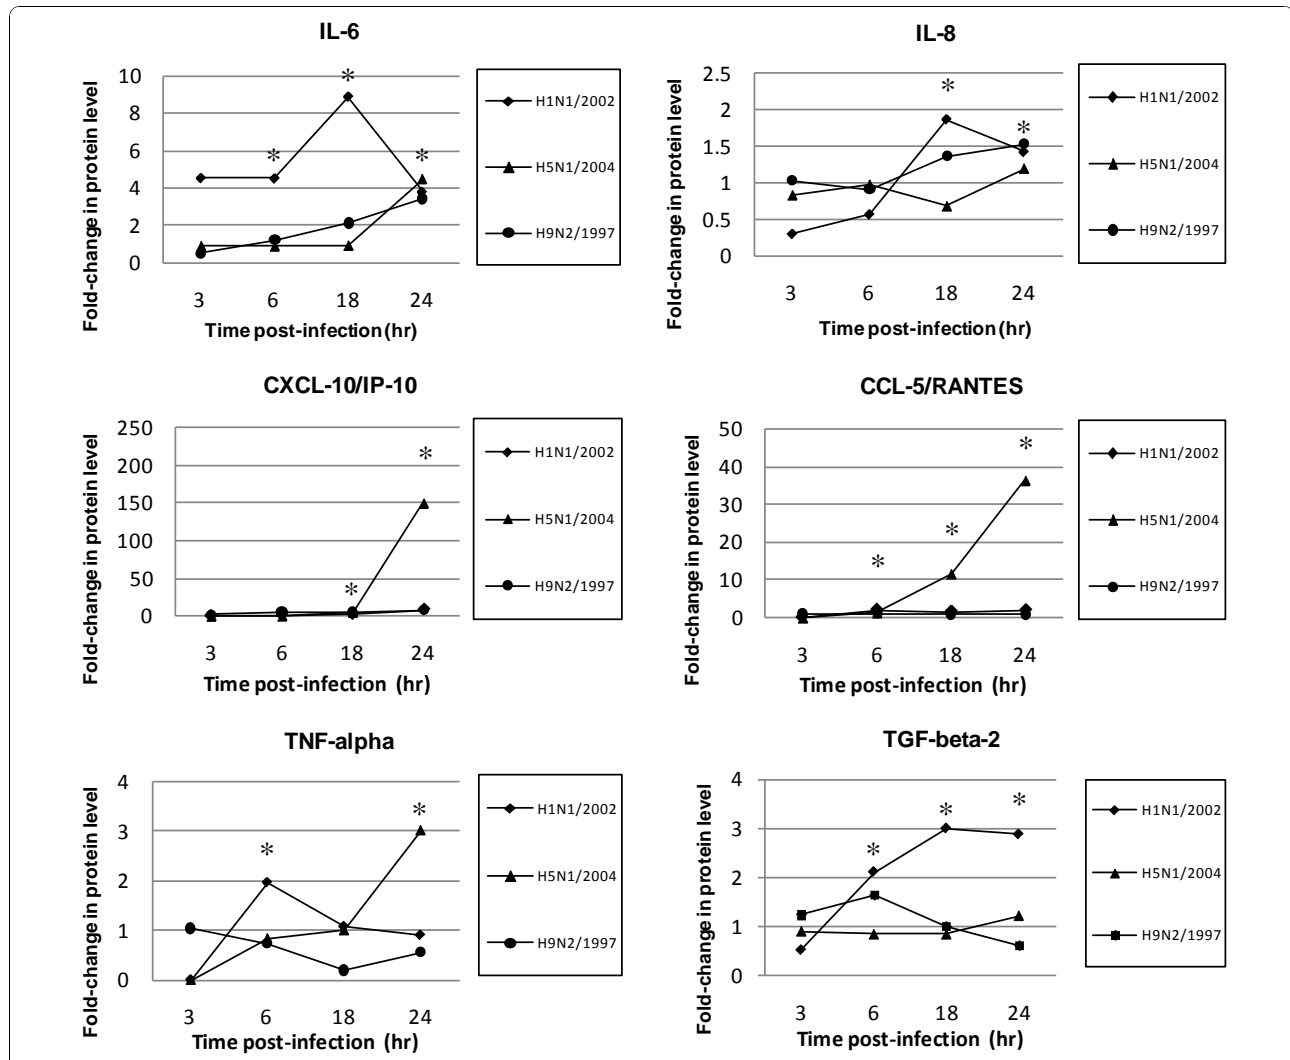 IL-6
Fold-change in protein level
10
8
6
4
2
0
*
*
*
3 6 18 24
Time post-infection (hr)
H1N1/2002
H5N1/2004
H9N2/1997
IL-8
Fold-change in protein level
2.5
2
1.5
1
0.5
0
*
*
3 6 18 24
Time post-infection (hr)
H1N1/2002
H5N1/2004
H9N2/1997
CXCL-10/IP-10
Fold-change in protein level
250
200
150
100
50
0
*
*
3 6 18 24
Time post-infection (hr)
H1N1/2002
H5N1/2004
H9N2/1997
CCL-5/RANTES
Fold-change in protein level
50
40
30
20
10
0
*
*
*
3 6 18 24
Time post-infection (hr)
H1N1/2002
H5N1/2004
H9N2/1997
TNF-alpha
Fold-change in protein level
4
3
2
1
0
*
*
3 6 18 24
Time post-infection (hr)
H1N1/2002
H5N1/2004
H9N2/1997
TGF-beta-2
Fold-change in protein level
4
3
2
1
0
*
*
*
3 6 18 24
Time post-infection (hr)
H1N1/2002
H5N1/2004
H9N2/1997